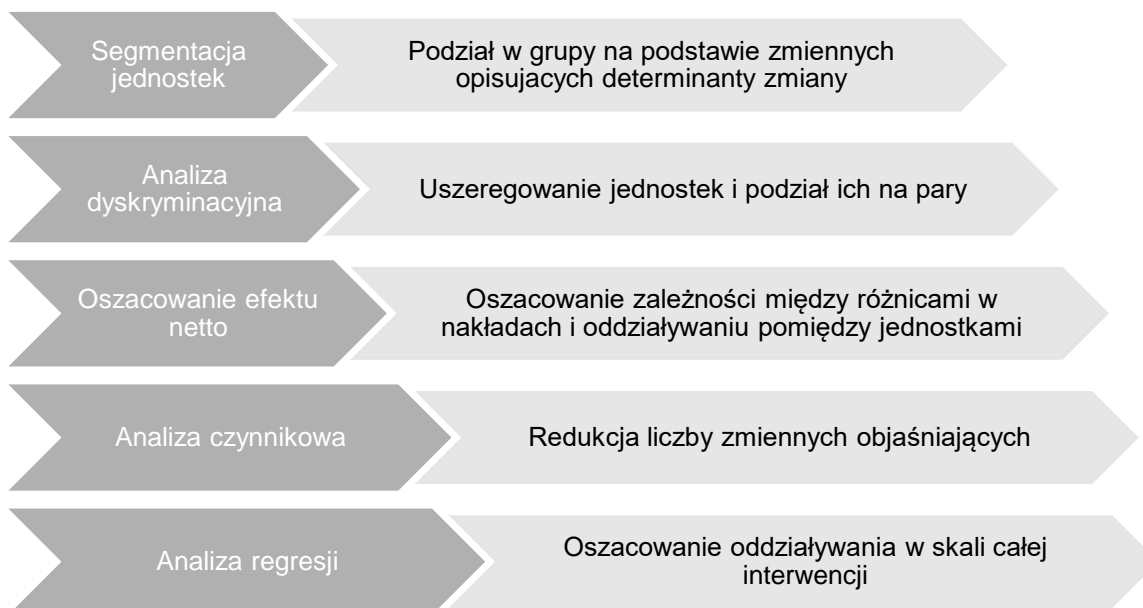 Segmentacja
jednostek
Podział w grupy na podstawie zmiennych
opisujacych determinanty zmiany
Analiza
dyskryminacyjna
Uszeregowanie jednostek i podział ich na pary
Oszacowanie efektu
netto
Oszacowanie zależności między różnicami w
nakładach i oddziaływaniu pomiędzy jednostkami
Analiza czynnikowa
Redukcja liczby zmiennych objaśniających
Analiza regresji
Oszacowanie oddziaływania w skali całej
interwencji